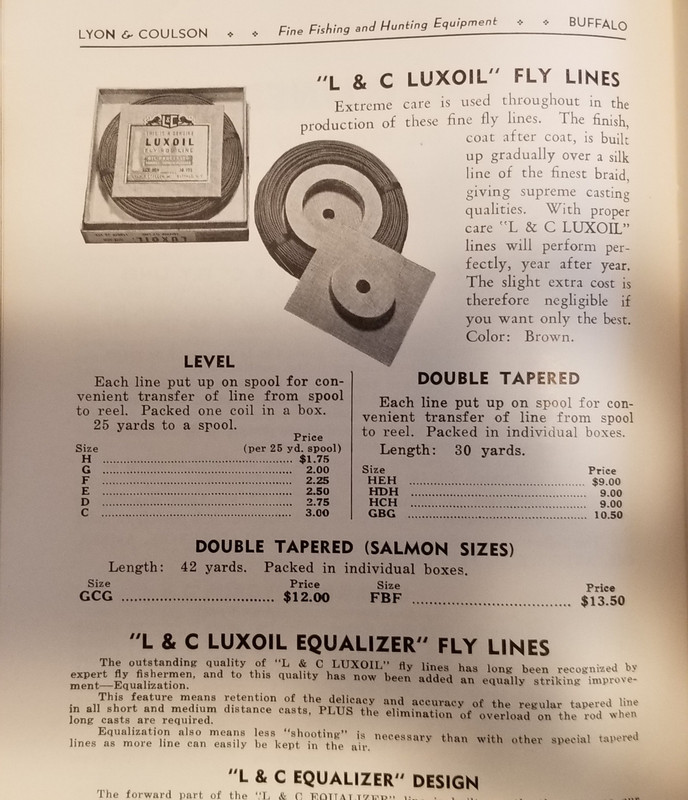 LYON & COULSON ❖ ❖ Fine Fishing and Hunting Equipment ❖ ❖ BUFFALO
"L & C LUXOIL" FLY LINES
Extreme care is used throughout in the
production of these fine fly lines. The finish,
coat after coat, is built
up gradually over a silk
line of the finest braid,
giving supreme casting
qualities. With proper
care "L & C LUXOIL"
lines will perform per-
fectly, year after year.
The slight extra cost is
therefore negligible if
you want only the best.
Color: Brown.
L&C
THIS IS A GENUINE
LUXOIL
FLY LINE
LUXOIL
LEVEL
Each line put up on spool for con-
venient transfer of line from spool
to reel. Packed one coil in a box.
25 yards to a spool.
Price
Size (per 25 yd. spool)
H $1.75
G 2.00
F 2.25
E 2.50
D 2.75
C 3.00
DOUBLE TAPERED
Each line put up on spool for con-
venient transfer of line from spool
to reel. Packed in individual boxes.
Length: 30 yards.
Size Price
HEH $9.00
HDH 9.00
HCH 9.00
GBG 10.50
DOUBLE TAPERED (SALMON SIZES)
Length: 42 yards. Packed in individual boxes.
Size Price Size Price
GCG $12.00 FBF $13.50
"L & C LUXOIL EQUALIZER" FLY LINES
The outstanding quality of "L & C LUXOIL" fly lines has long been recognized by
expert fly fishermen, and to this quality has now been added an equally striking improve-
ment—Equalization.
This feature means retention of the delicacy and accuracy of the regular tapered line
in all short and medium distance casts, PLUS the elimination of overload on the rod when
long casts are required.
Equalization also means less "shooting" is necessary than with other special tapered
lines as more line can easily be kept in the air.
"L & C EQUALIZER" DESIGN
The forward part of the "L & C EQUALIZER" line